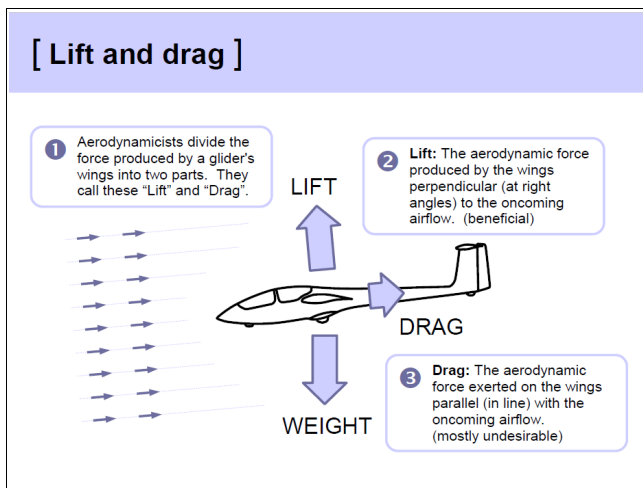 [ Lift and drag ]
1 Aerodynamicists divide the
force produced by a glider's
wings into two parts. They
call these “Lift” and “Drag”.
2 Lift: The aerodynamic force
produced by the wings
perpendicular (at right
angles) to the oncoming
airflow. (beneficial)
LIFT
DRAG
WEIGHT
3 Drag: The aerodynamic
force exerted on the wings
parallel (in line) with the
oncoming airflow.
(mostly undesirable)